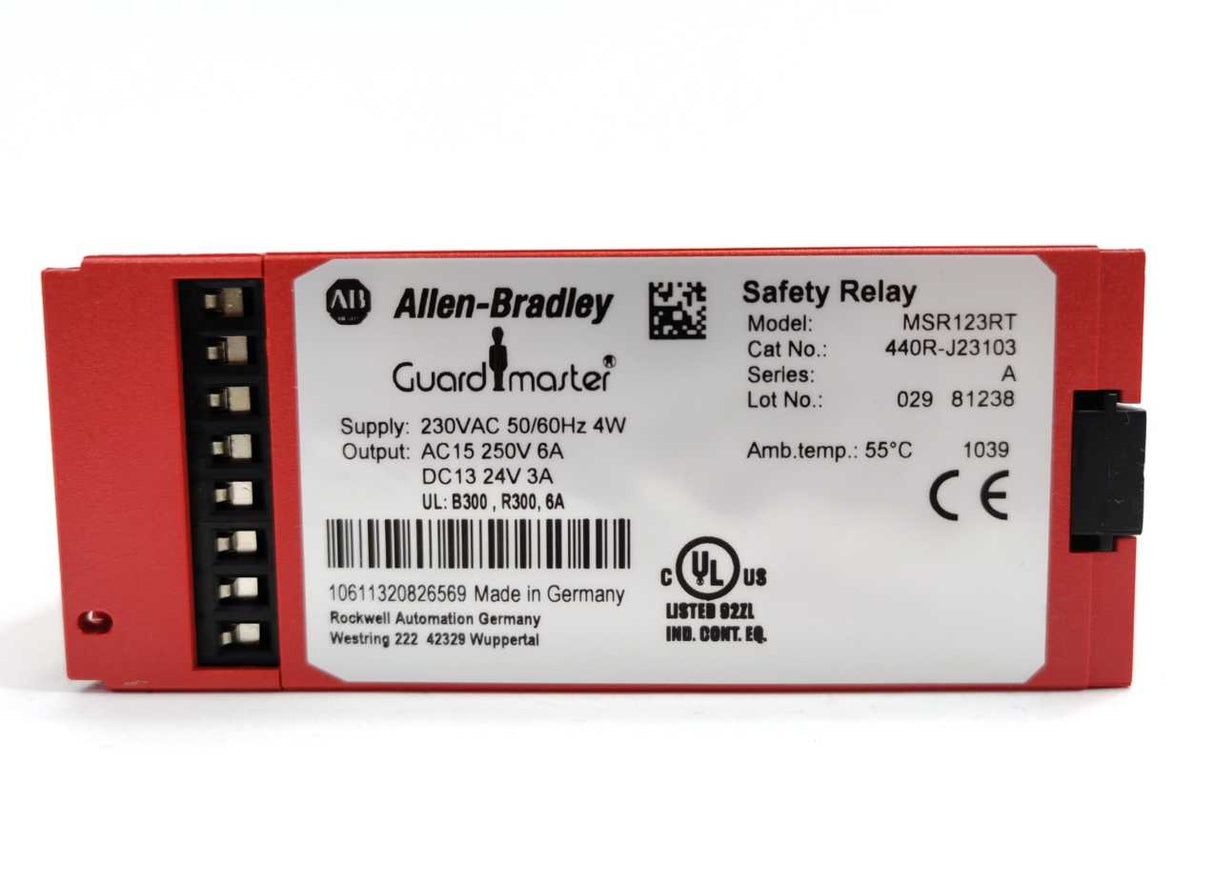 AB Allen-Bradley
Guardmaster®
Supply: 230VAC 50/60Hz 4W
Output: AC15 250V 6A
DC13 24V 3A
UL: B300 , R300, 6A
10611320826569 Made in Germany
Rockwell Automation Germany
Westring 222 42329 Wuppertal
Safety Relay
Model: MSR123RT
Cat No.: 440R-J23103
Series: A
Lot No.: 029 81238
Amb.temp.: 55°C 1039
CE
C UL US
LISTED 92ZL
IND. CONT. EQ.